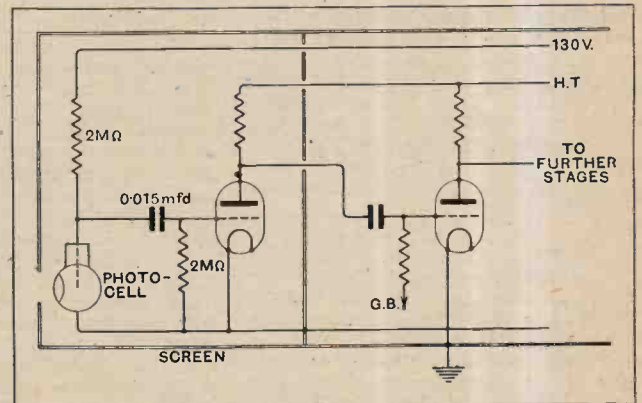 130V.
H.T
2MΩ
TO
FURTHER
STAGES
0·015mfd
2MΩ
PHOTO-
CELL
G.B.
SCREEN